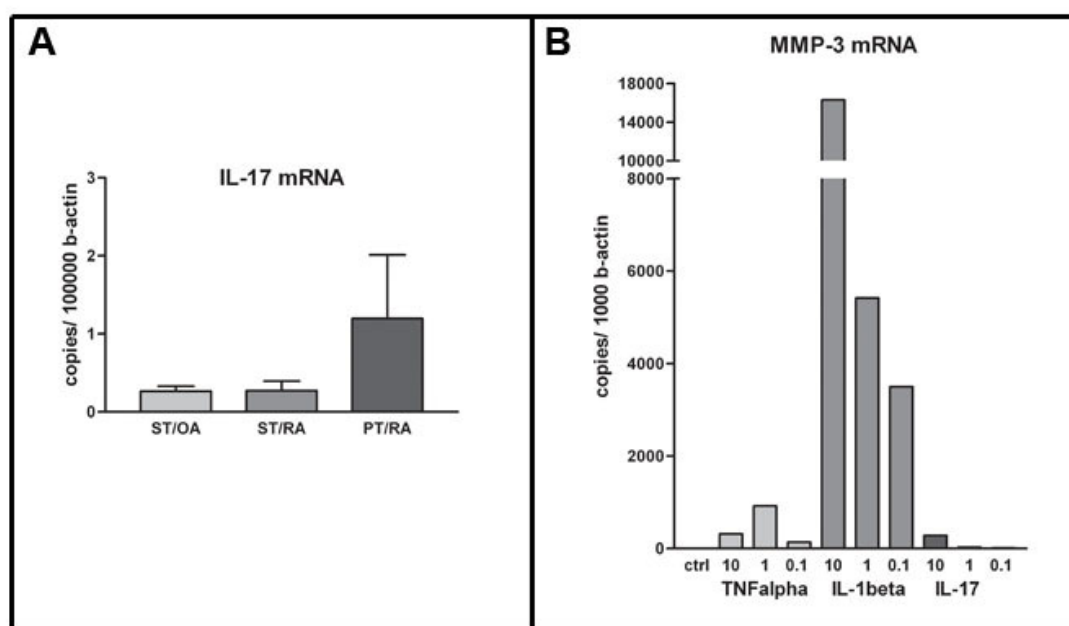 A
IL-17 mRNA
copies/ 100000 b-actin
3
2
1
0
ST/OA ST/RA PT/RA
B
MMP-3 mRNA
copies/ 1000 b-actin
18000
14000
10000
8000
6000
4000
2000
0
ctrl 10 1 0.1 10 1 0.1 10 1 0.1
TNFalpha IL-1beta IL-17